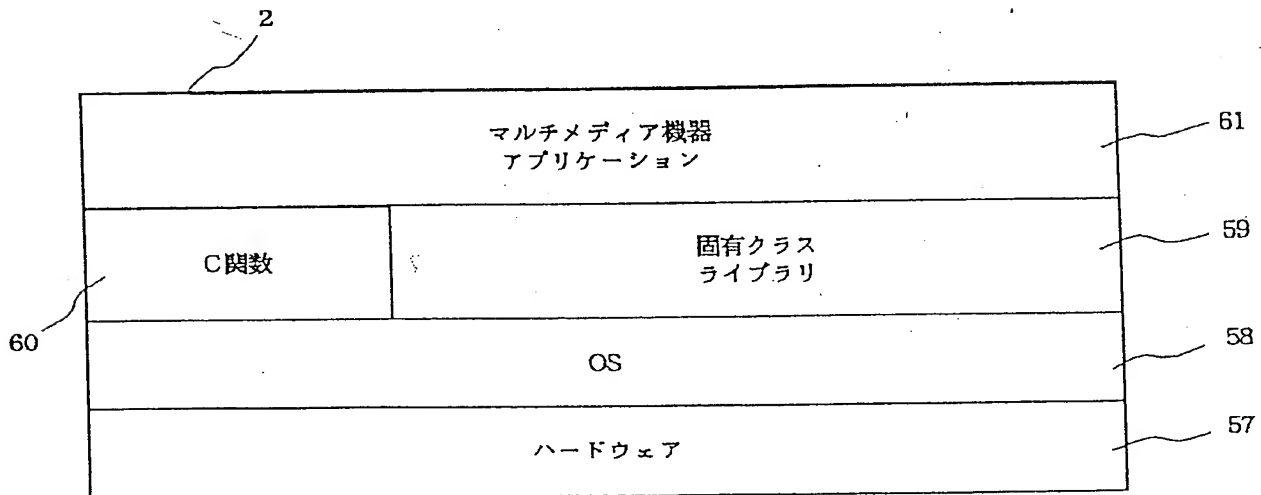 2
マルチメディア機器
アプリケーション
61
C関数
固有クラス
ライブラリ
59
60
OS
58
ハードウェア
57